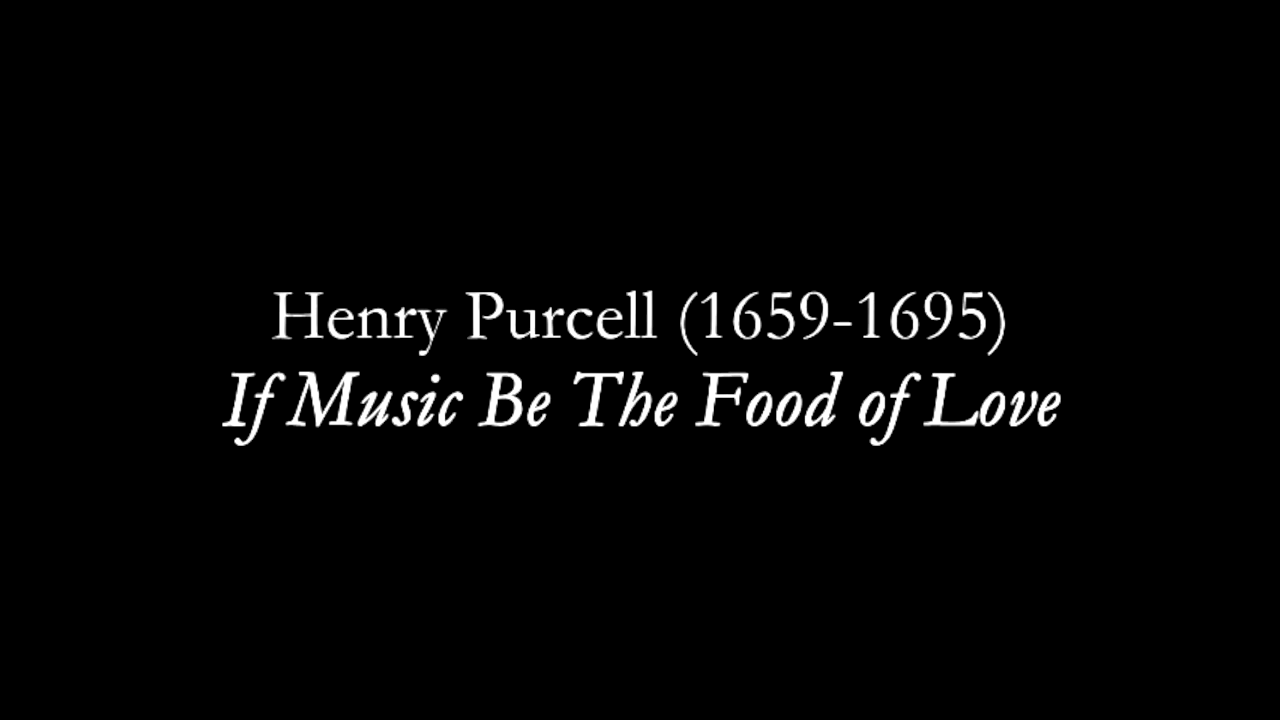 Henry Purcell (1659-1695)
If Music Be The Food of Love